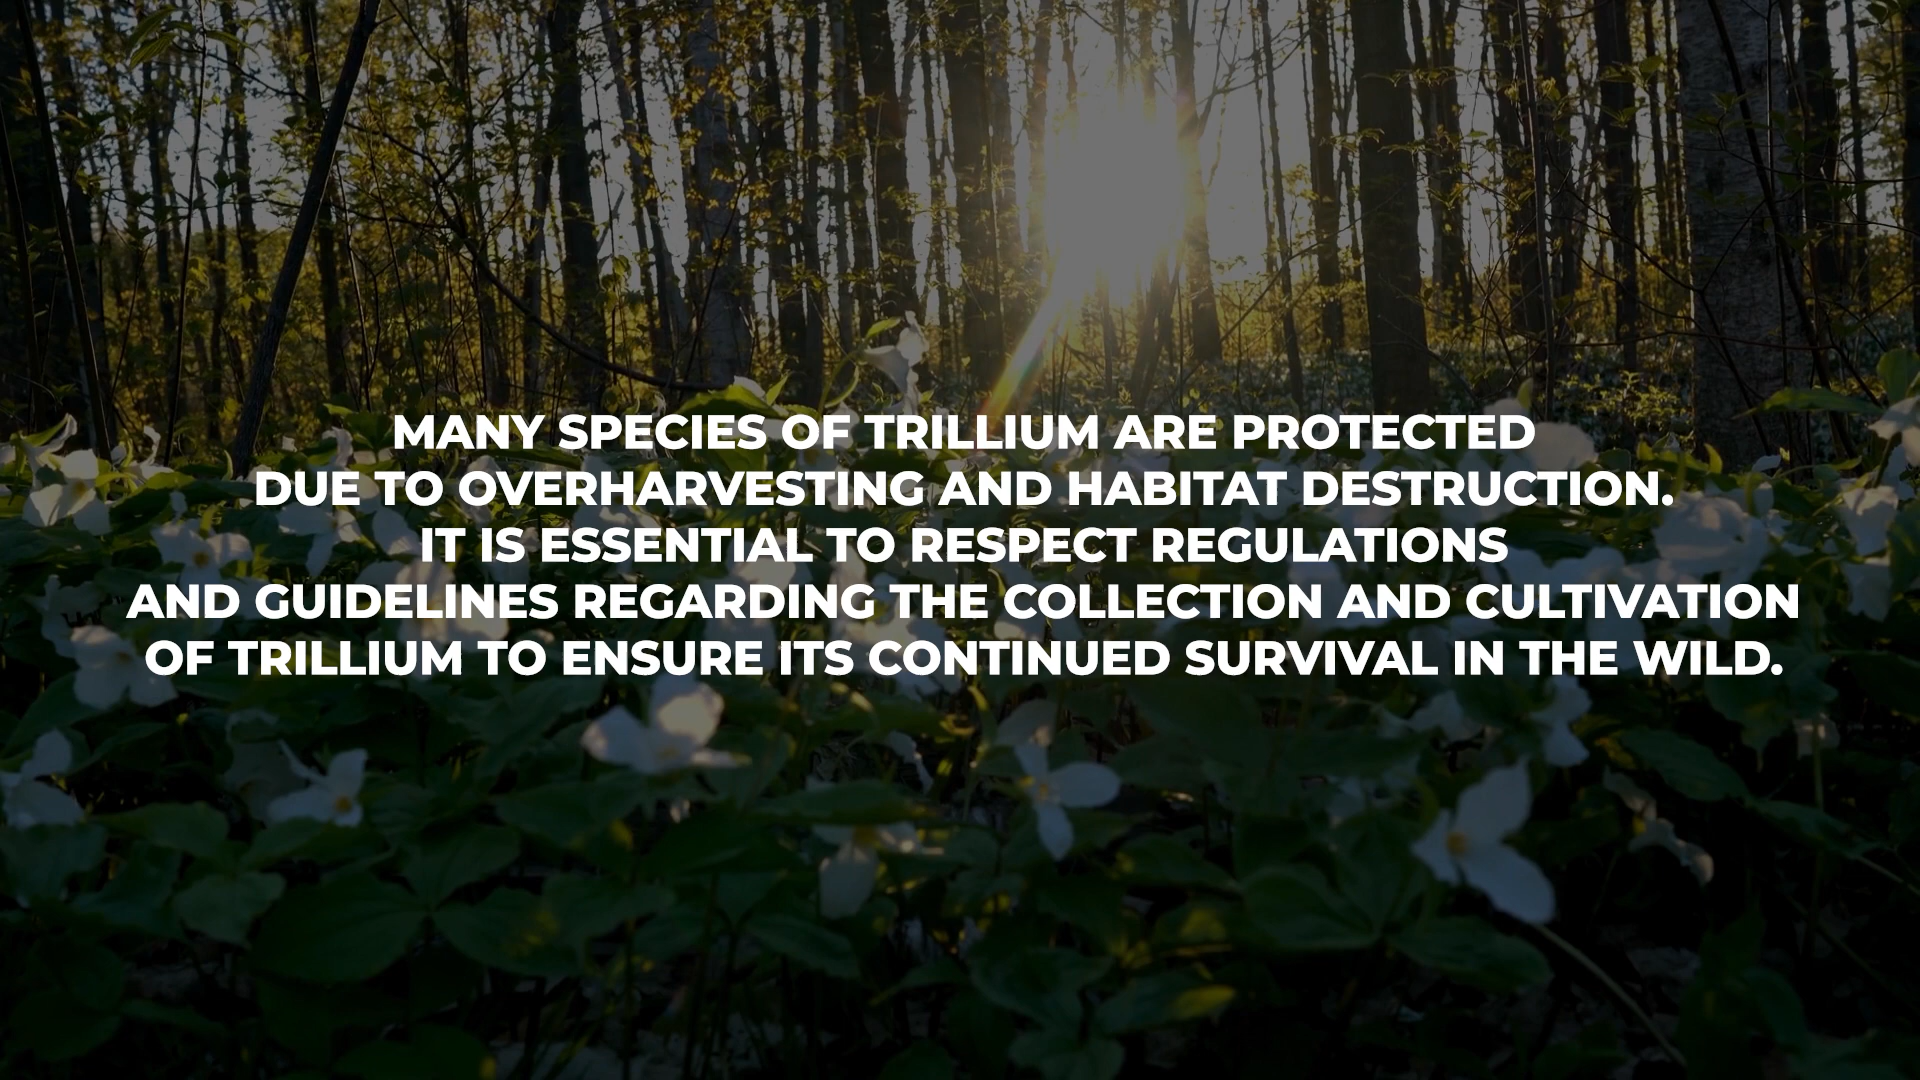 MANY SPECIES OF TRILLIUM ARE PROTECTED
DUE TO OVERHARVESTING AND HABITAT DESTRUCTION.
IT IS ESSENTIAL TO RESPECT REGULATIONS
AND GUIDELINES REGARDING THE COLLECTION AND CULTIVATION
OF TRILLIUM TO ENSURE ITS CONTINUED SURVIVAL IN THE WILD.